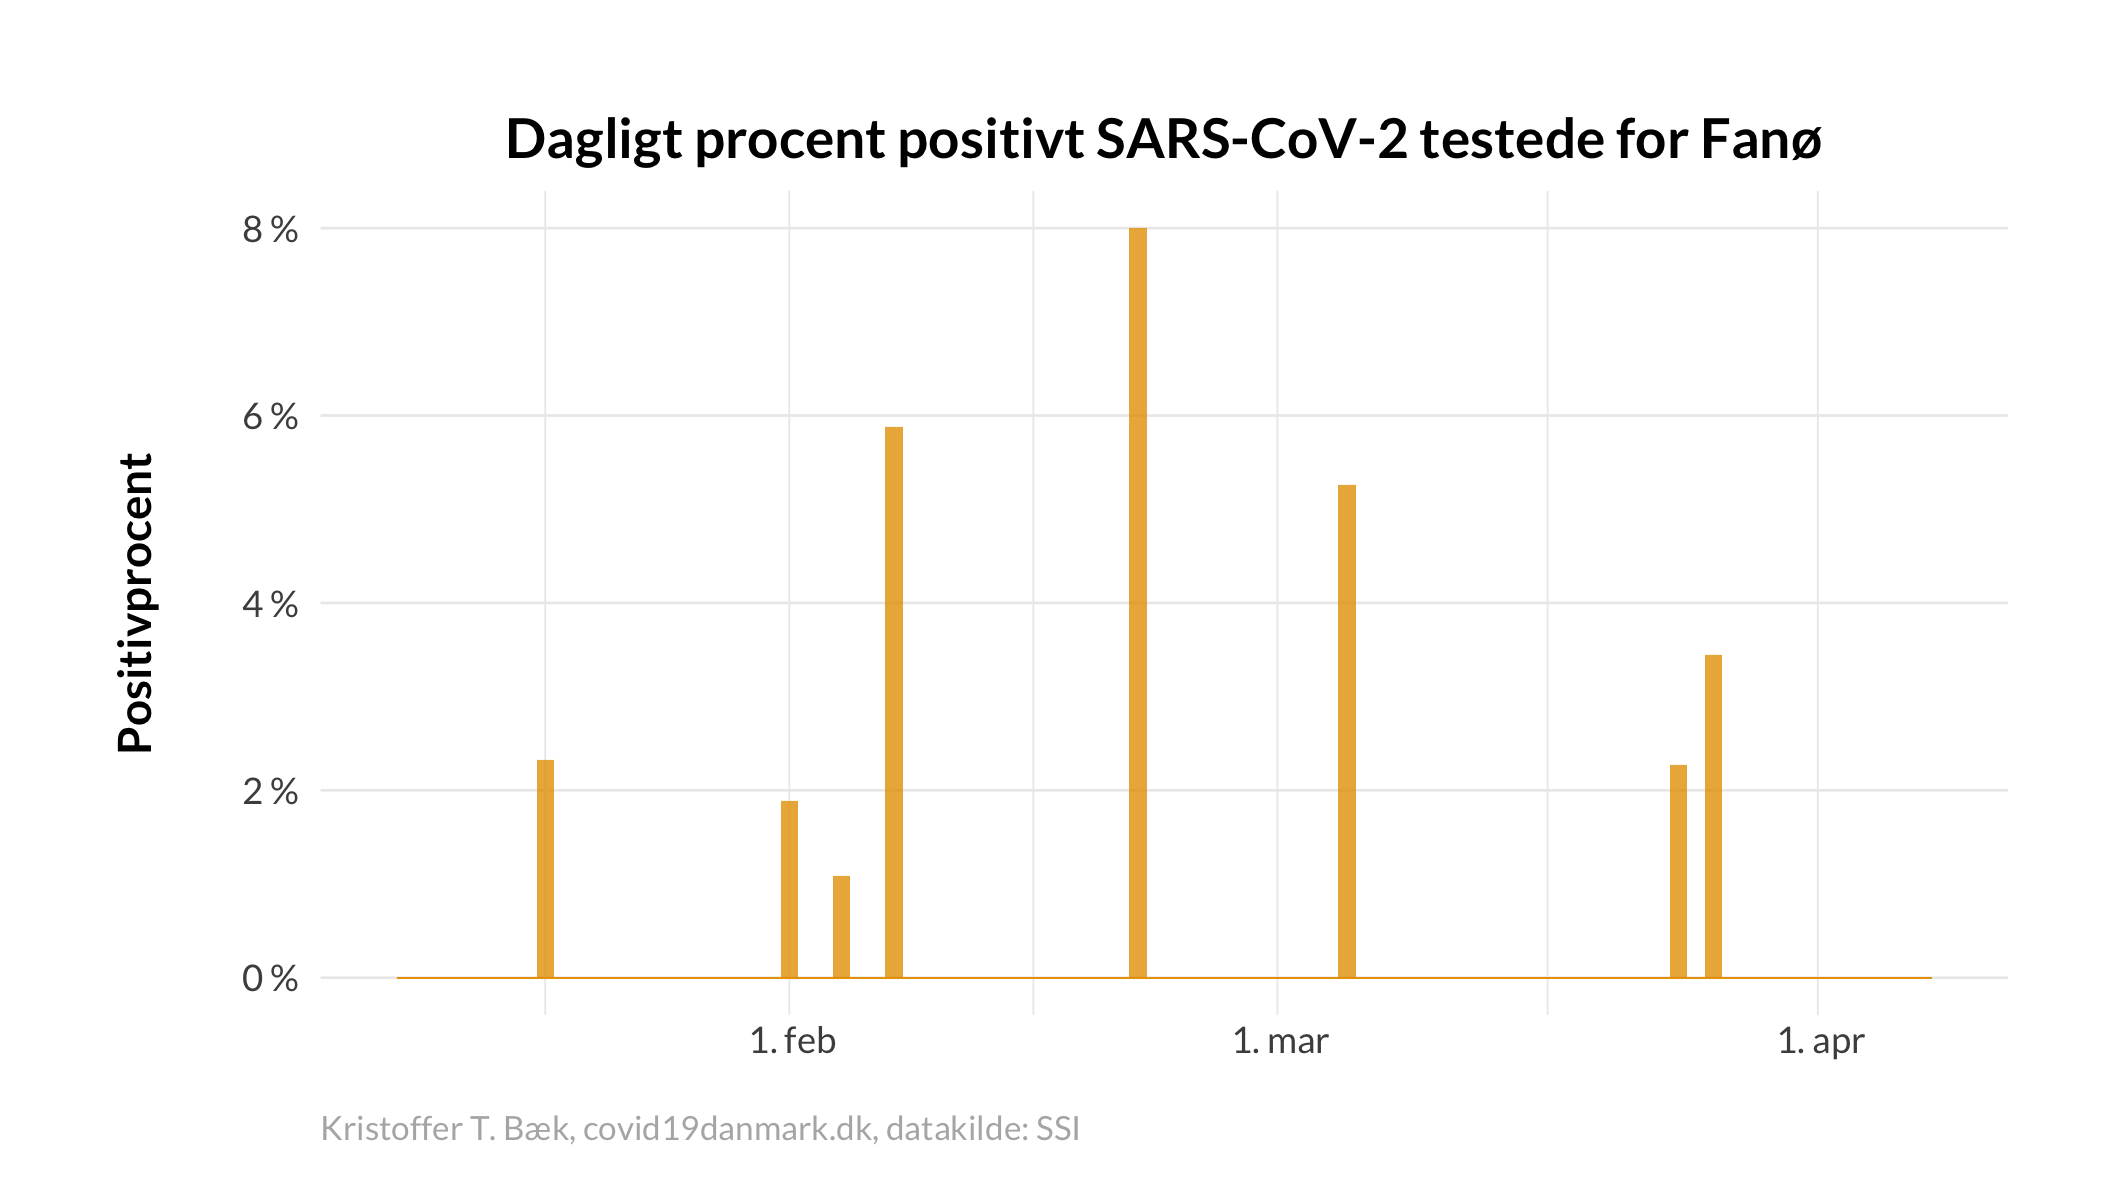 Dagligt procent positivt SARS-CoV-2 testede for Fanø
Positivprocent
8 %
6 %
4 %
2 %
0 %
1. feb
1. mar
1. apr
Kristoffer T. Bæk, covid19danmark.dk, datakilde: SSI